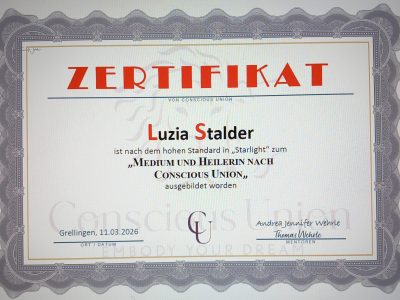 ZERTIFIKAT
VON CONSCIOUS UNION
Luzia Stalder
ist nach dem hohen Standard in „Starlight“ zum
„MEDIUM UND HEILERIN NACH
CONSCIOUS UNION„
ausgebildet worden
Conscious Union
Grellingen, 11.03.2026
ORT / DATUM
CU
Andrea Jennifer Wehrle
Thomas Wehrle
MENTOREN
EMBODY YOUR DREAM